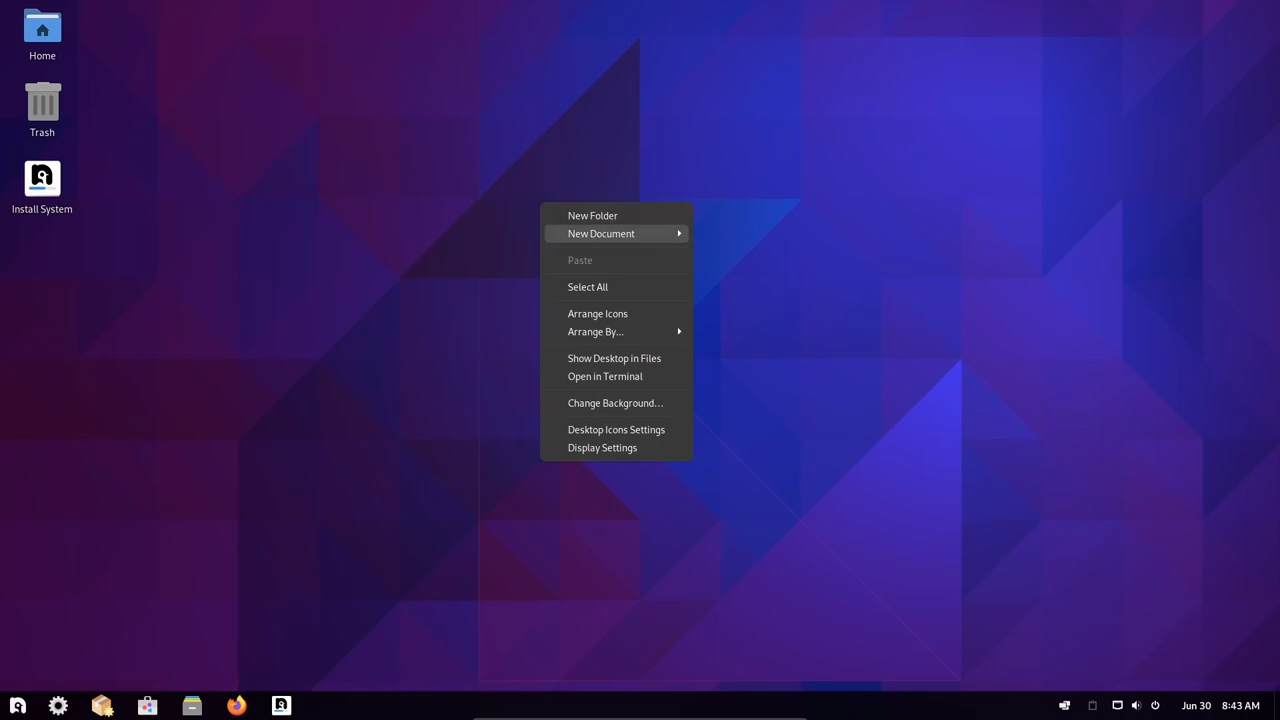 Home
Trash
Install System
New Folder
New Document
Paste
Select All
Arrange Icons
Arrange By...
Show Desktop in Files
Open in Terminal
Change Background...
Desktop Icons Settings
Display Settings
Jun 30 8:43 AM